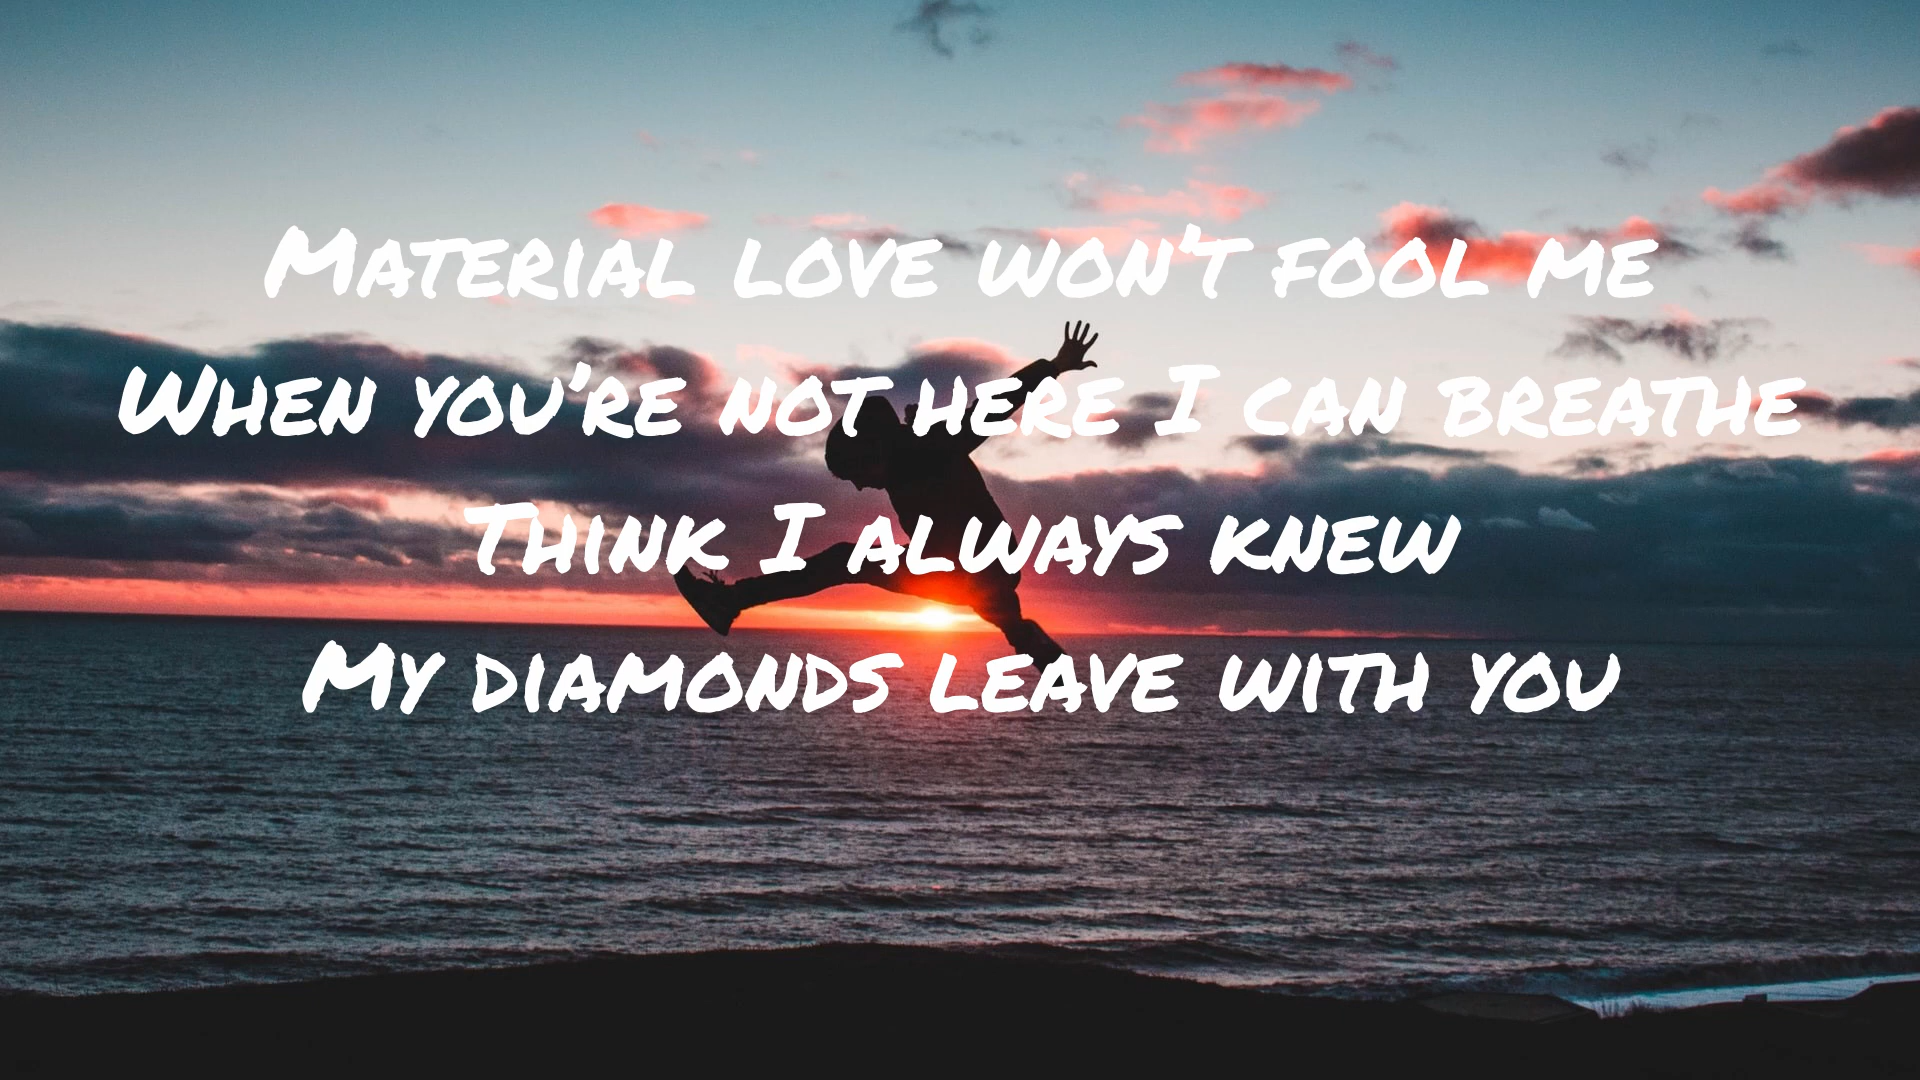 Material love won't fool me
When you're not here I can breathe
Think I always knew
My diamonds leave with you